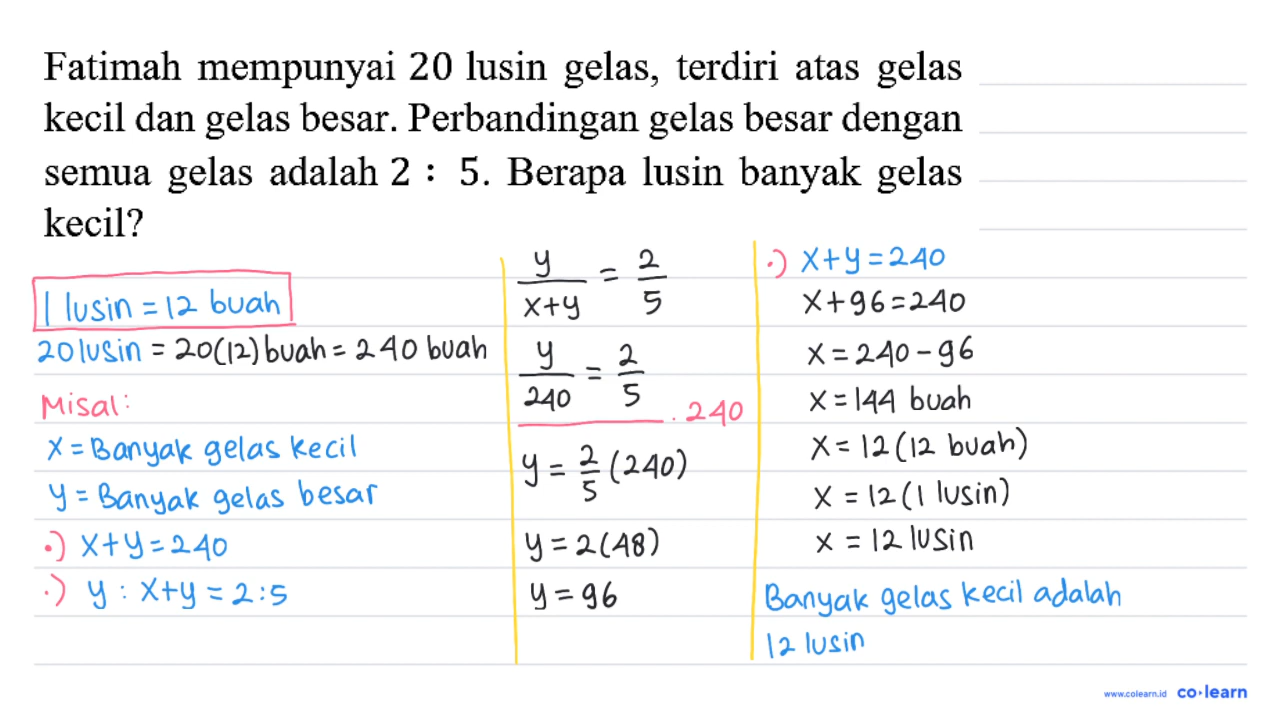 Fatimah mempunyai 20 lusin gelas, terdiri atas gelas
kecil dan gelas besar. Perbandingan gelas besar dengan
semua gelas adalah 2 : 5. Berapa lusin banyak gelas
kecil?
1 lusin = 12 buah
20 lusin = 20(12) buah = 240 buah
Misal:
x = Banyak gelas kecil
y = Banyak gelas besar
•) x+y = 240
•) y : x+y = 2:5
y/(x+y) = 2/5
y/240 = 2/5
. 240
y = 2/5 (240)
y = 2(48)
y = 96
•) x+y = 240
x+96 = 240
x = 240 - 96
x = 144 buah
x = 12 (12 buah)
x = 12 (1 lusin)
x = 12 lusin
Banyak gelas kecil adalah
12 lusin
www.colearn.id co·learn